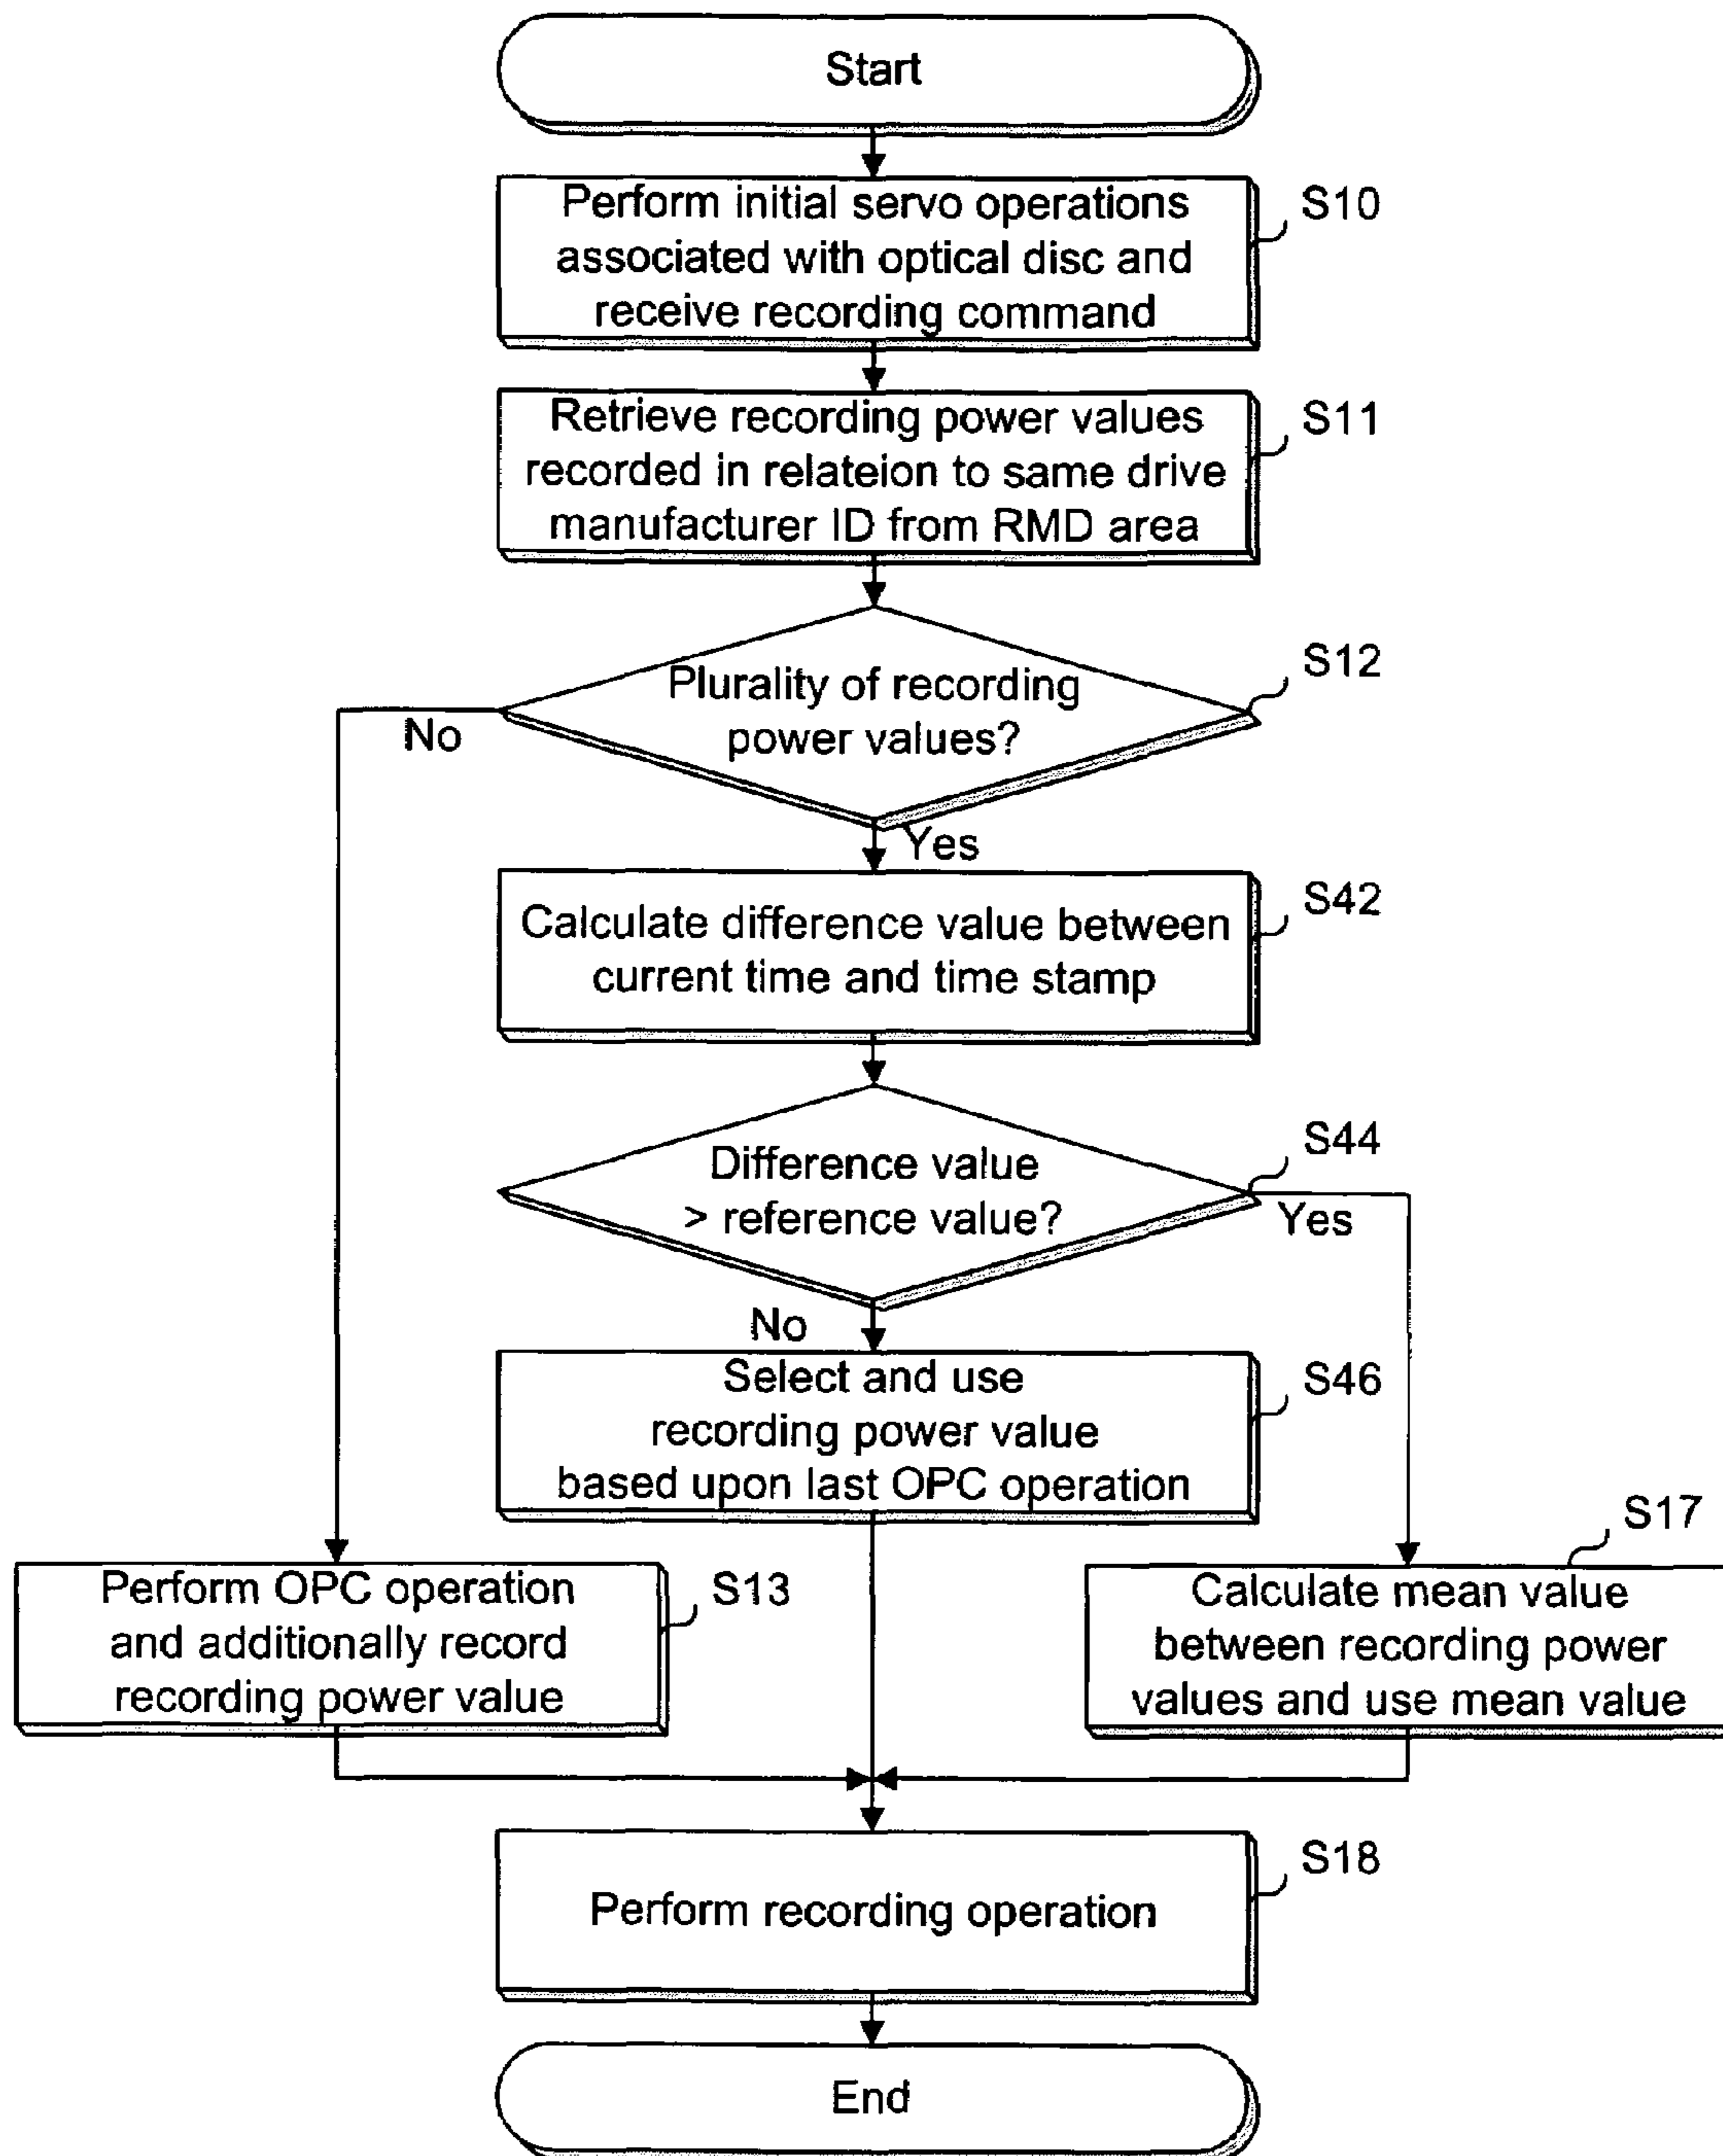 Start
Perform initial servo operations
associated with optical disc and
receive recording command
S10
Retrieve recording power values
recorded in relateion to same drive
manufacturer ID from RMD area
S11
Plurality of recording
power values?
S12
No
Yes
Calculate difference value between
current time and time stamp
S42
Difference value
> reference value?
S44
Yes
No
Select and use
recording power value
based upon last OPC operation
S46
Perform OPC operation
and additionally record
recording power value
S13
Calculate mean value
between recording power
values and use mean value
S17
Perform recording operation
S18
End